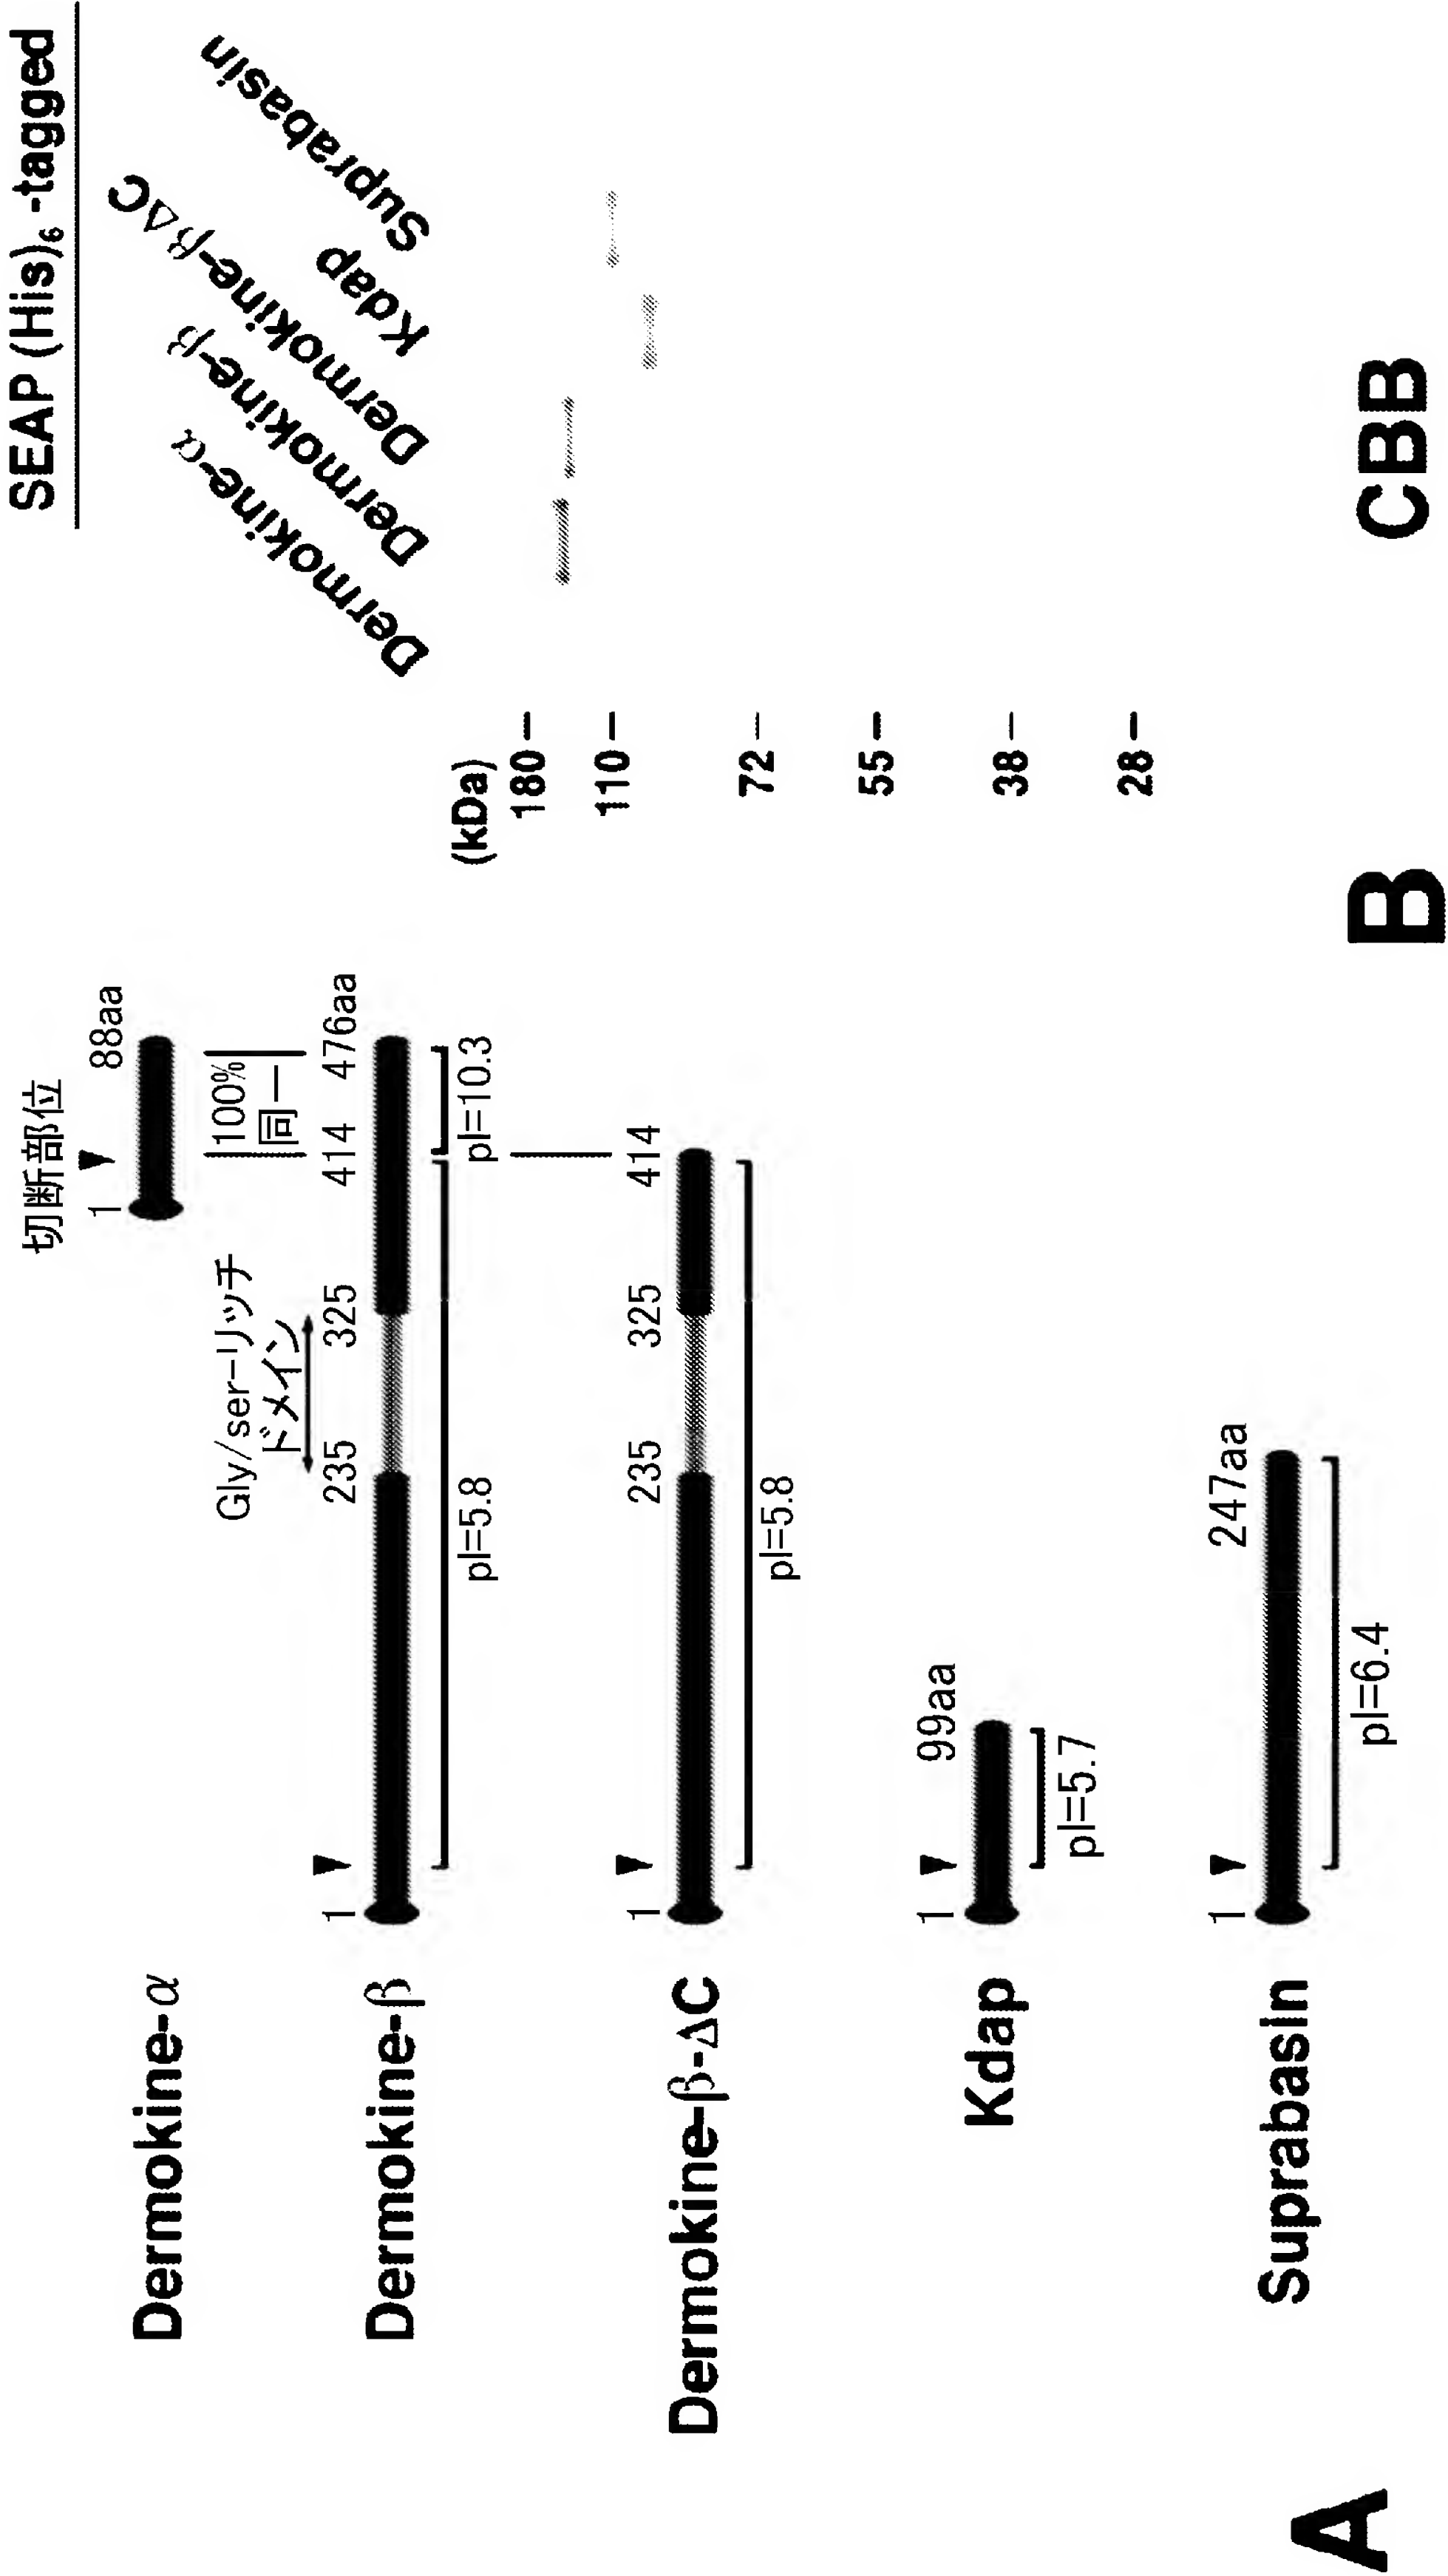 Dermokine-α
切断部位
1
88aa
100%
同一
Dermokine-β
Gly/ser-リッチ
ドメイン
1
235
325
414
476aa
pI=5.8
pI=10.3
Dermokine-β-ΔC
1
235
325
414
pI=5.8
Kdap
1
99aa
pI=5.7
Suprabasin
1
247aa
pI=6.4
A
SEAP (His)6 -tagged
Dermokine-α
Dermokine-β
Dermokine-βΔC
Kdap
Suprabasin
(kDa)
180
110
72
55
38
28
B
CBB